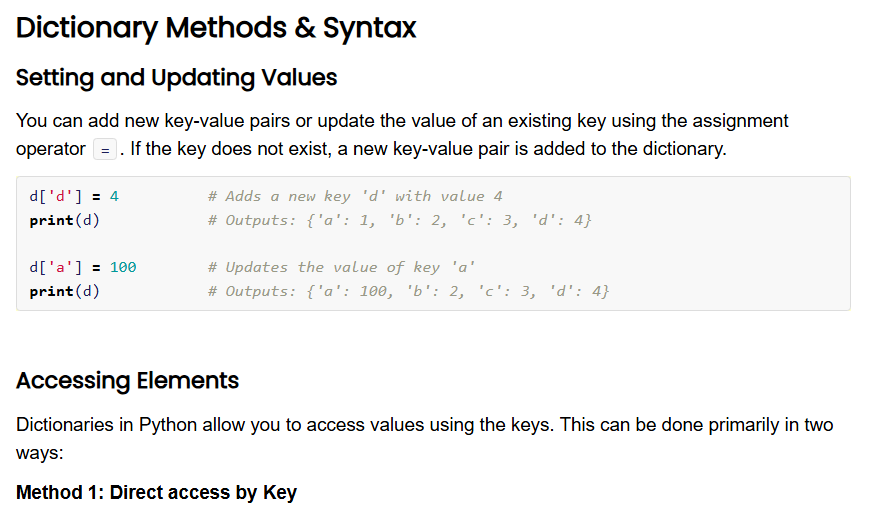 Dictionary Methods & Syntax
Setting and Updating Values
You can add new key-value pairs or update the value of an existing key using the assignment
operator = . If the key does not exist, a new key-value pair is added to the dictionary.
d['d'] = 4          # Adds a new key 'd' with value 4
print(d)            # Outputs: {'a': 1, 'b': 2, 'c': 3, 'd': 4}
d['a'] = 100        # Updates the value of key 'a'
print(d)            # Outputs: {'a': 100, 'b': 2, 'c': 3, 'd': 4}
Accessing Elements
Dictionaries in Python allow you to access values using the keys. This can be done primarily in two
ways:
Method 1: Direct access by Key